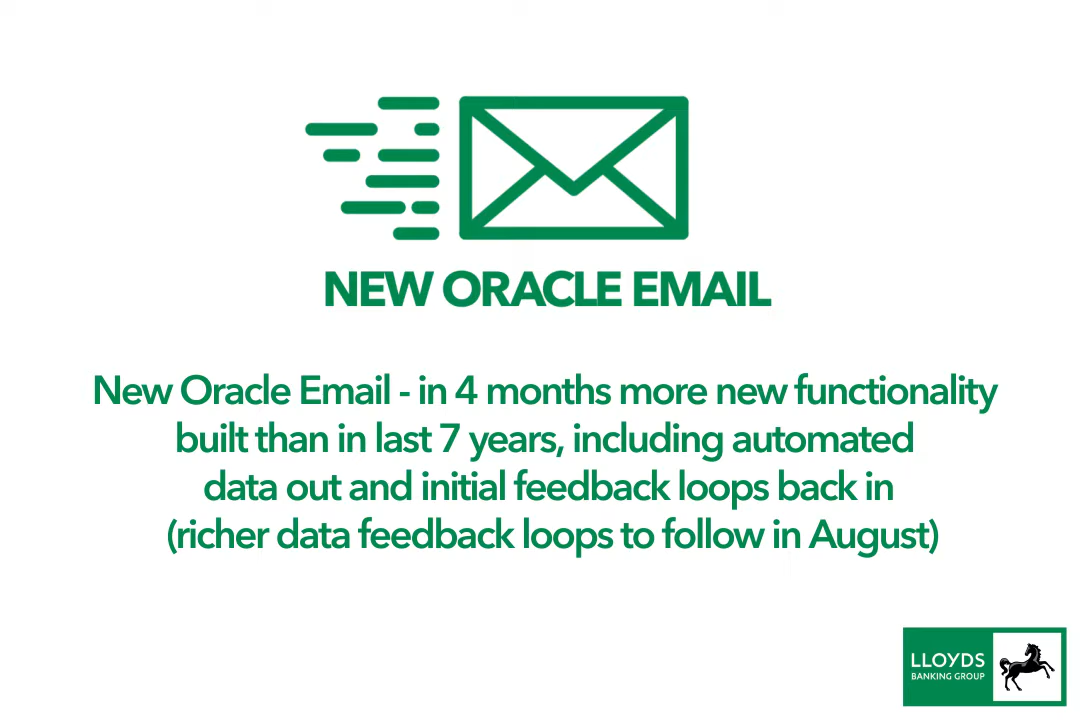 NEW ORACLE EMAIL
New Oracle Email - in 4 months more new functionality
built than in last 7 years, including automated
data out and initial feedback loops back in
(richer data feedback loops to follow in August)
LLOYDS
BANKING GROUP